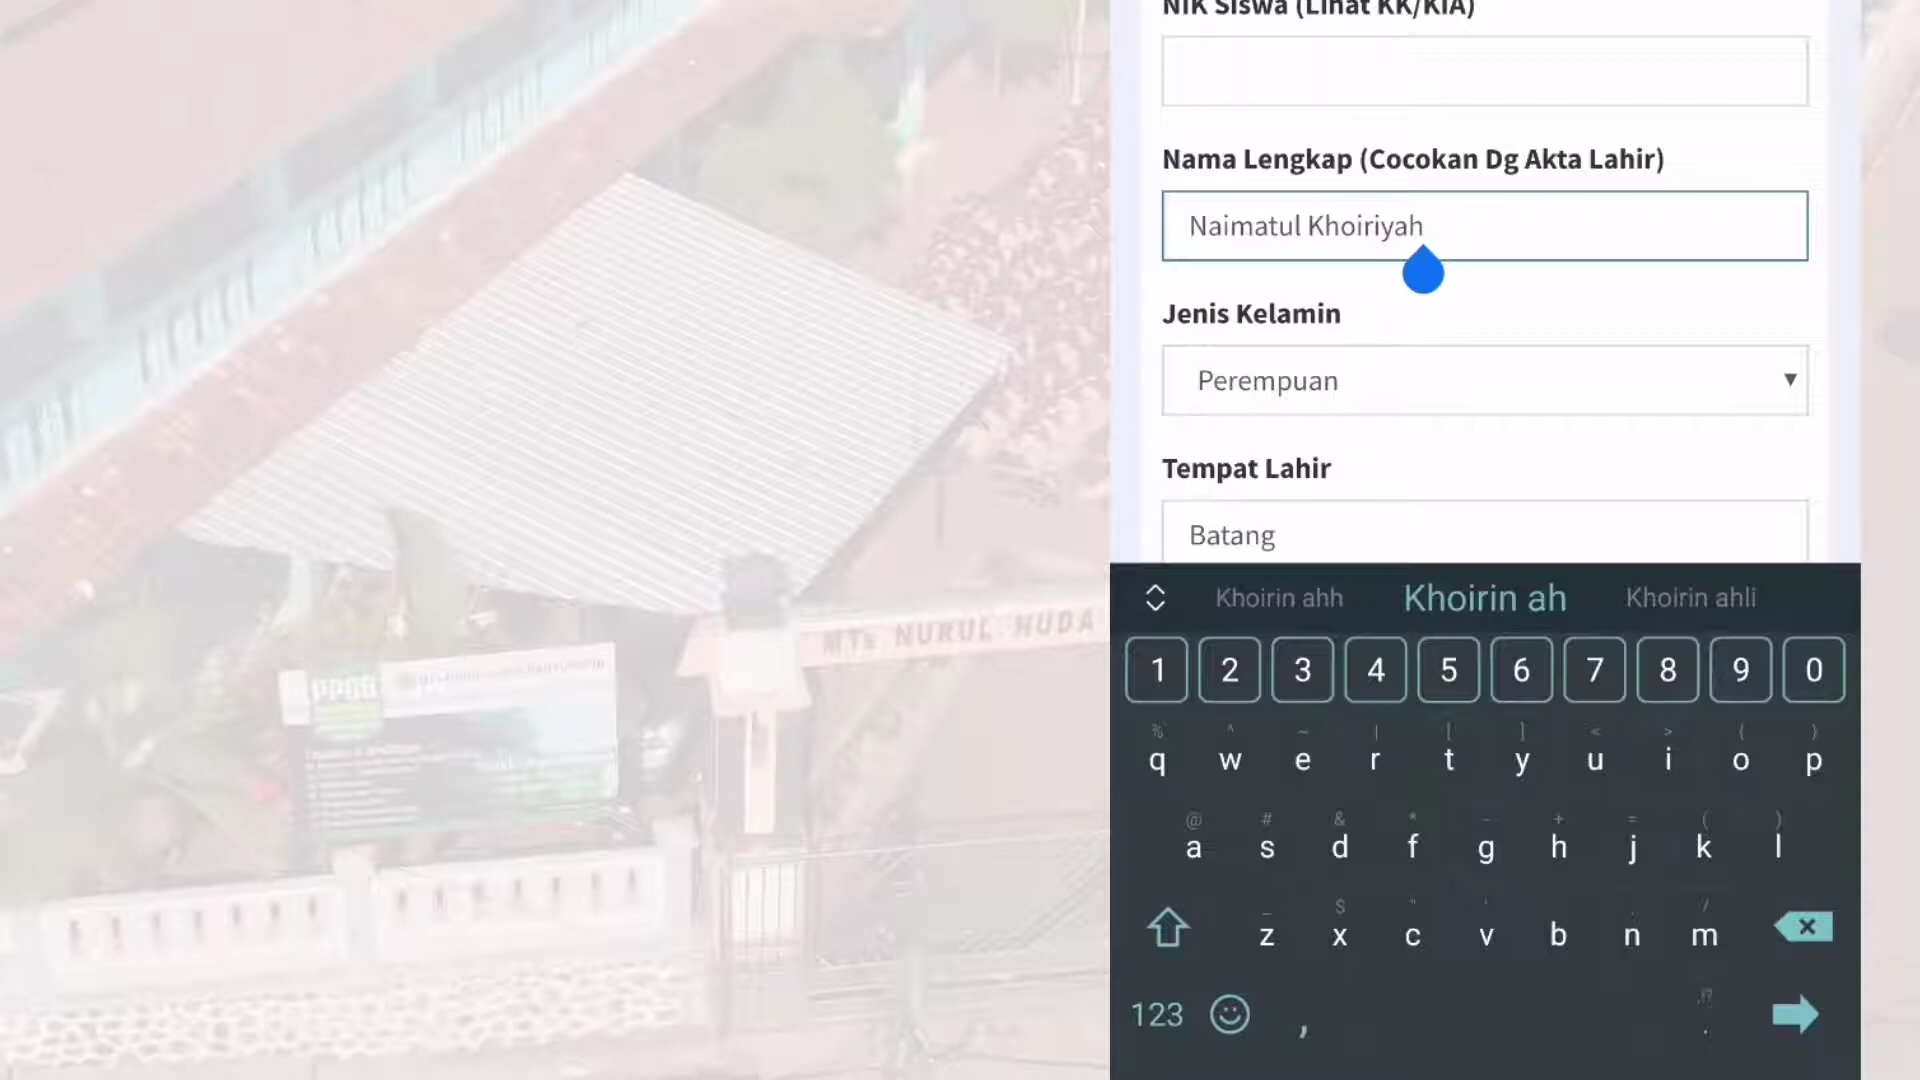 NIK Siswa (Lihat KK/KIA)
Nama Lengkap (Cocokan Dg Akta Lahir)
Naimatul Khoiriyah
Jenis Kelamin
Perempuan
Tempat Lahir
Batang
Khoirin ahh Khoirin ah Khoirin ahli
1 2 3 4 5 6 7 8 9 0
% ^ ~ | [ ] < > { }
q w e r t y u i o p
@ # & * - + = ( )
a s d f g h j k l
_ $ " ' . /
z x c v b n m
123 , .
MTs NURUL HUDA
PPDB